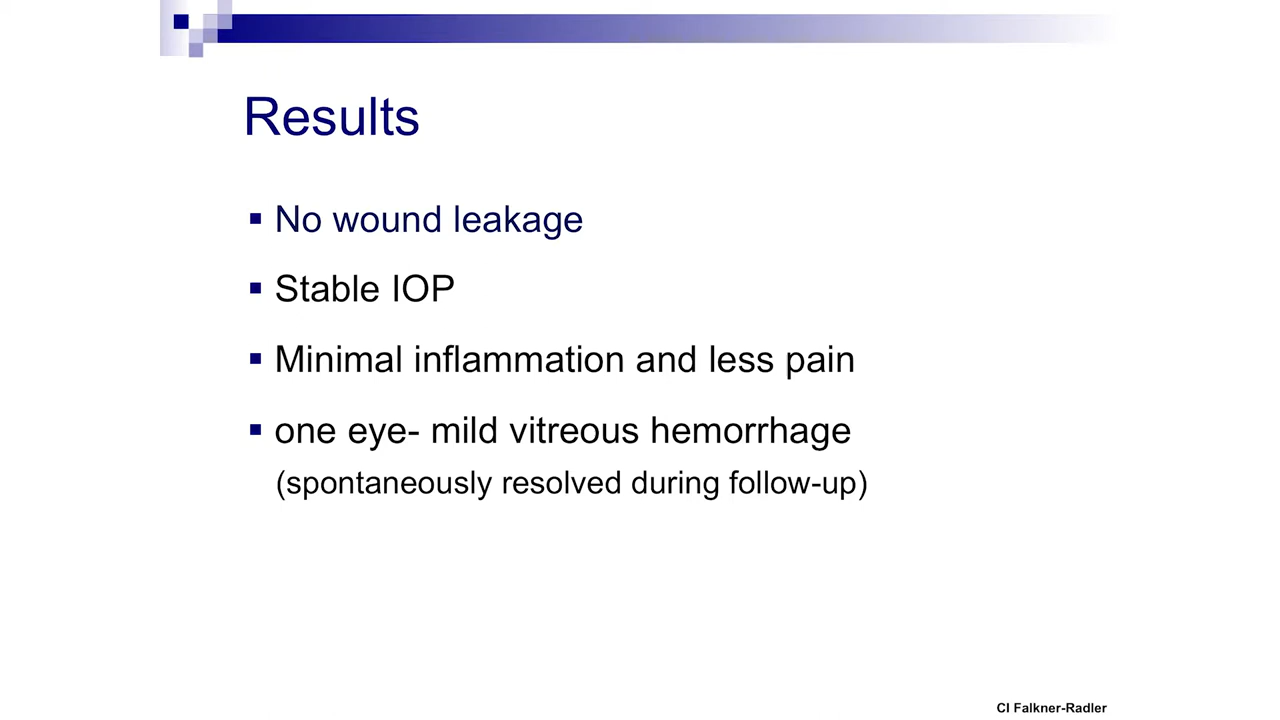 Results
No wound leakage
Stable IOP
Minimal inflammation and less pain
one eye- mild vitreous hemorrhage
(spontaneously resolved during follow-up)
CI Falkner-Radler